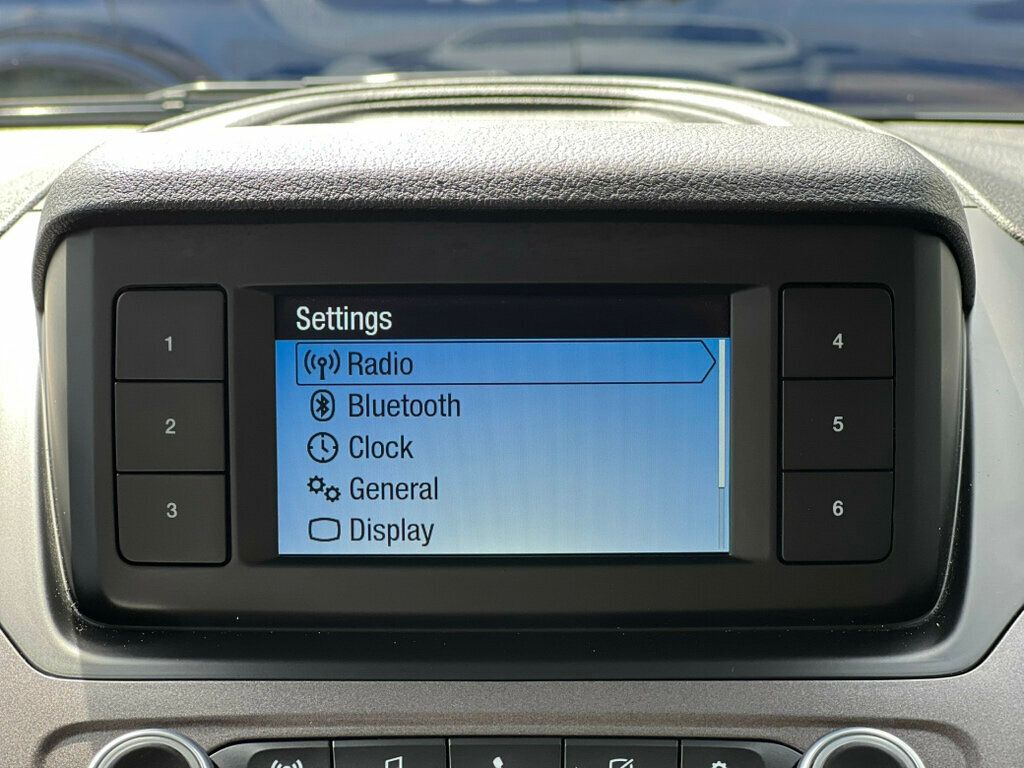 Settings
Radio
Bluetooth
Clock
General
Display
1
2
3
4
5
6